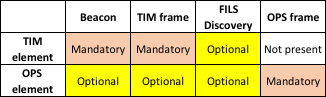 Beacon TIM frame FILS Discovery OPS frame
TIM element Mandatory Mandatory Optional Not present
OPS element Optional Optional Optional Mandatory